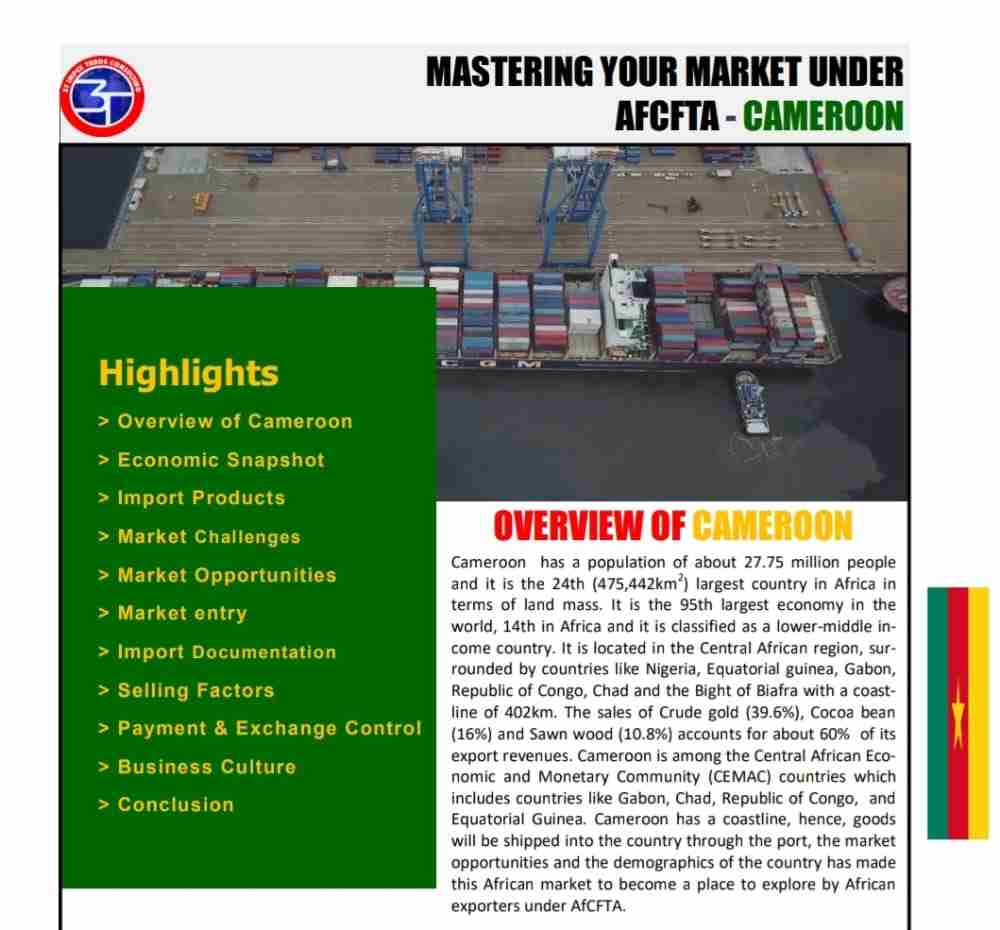 3T IMPEX TRADE CONSULTING
3T
MASTERING YOUR MARKET UNDER
AFCFTA - CAMEROON
C G M
Highlights
> Overview of Cameroon
> Economic Snapshot
> Import Products
> Market Challenges
> Market Opportunities
> Market entry
> Import Documentation
> Selling Factors
> Payment & Exchange Control
> Business Culture
> Conclusion
OVERVIEW OF CAMEROON
Cameroon has a population of about 27.75 million people
and it is the 24th (475,442km²) largest country in Africa in
terms of land mass. It is the 95th largest economy in the
world, 14th in Africa and it is classified as a lower-middle in-
come country. It is located in the Central African region, sur-
rounded by countries like Nigeria, Equatorial guinea, Gabon,
Republic of Congo, Chad and the Bight of Biafra with a coast-
line of 402km. The sales of Crude gold (39.6%), Cocoa bean
(16%) and Sawn wood (10.8%) accounts for about 60% of its
export revenues. Cameroon is among the Central African Eco-
nomic and Monetary Community (CEMAC) countries which
includes countries like Gabon, Chad, Republic of Congo, and
Equatorial Guinea. Cameroon has a coastline, hence, goods
will be shipped into the country through the port, the market
opportunities and the demographics of the country has made
this African market to become a place to explore by African
exporters under AfCFTA.